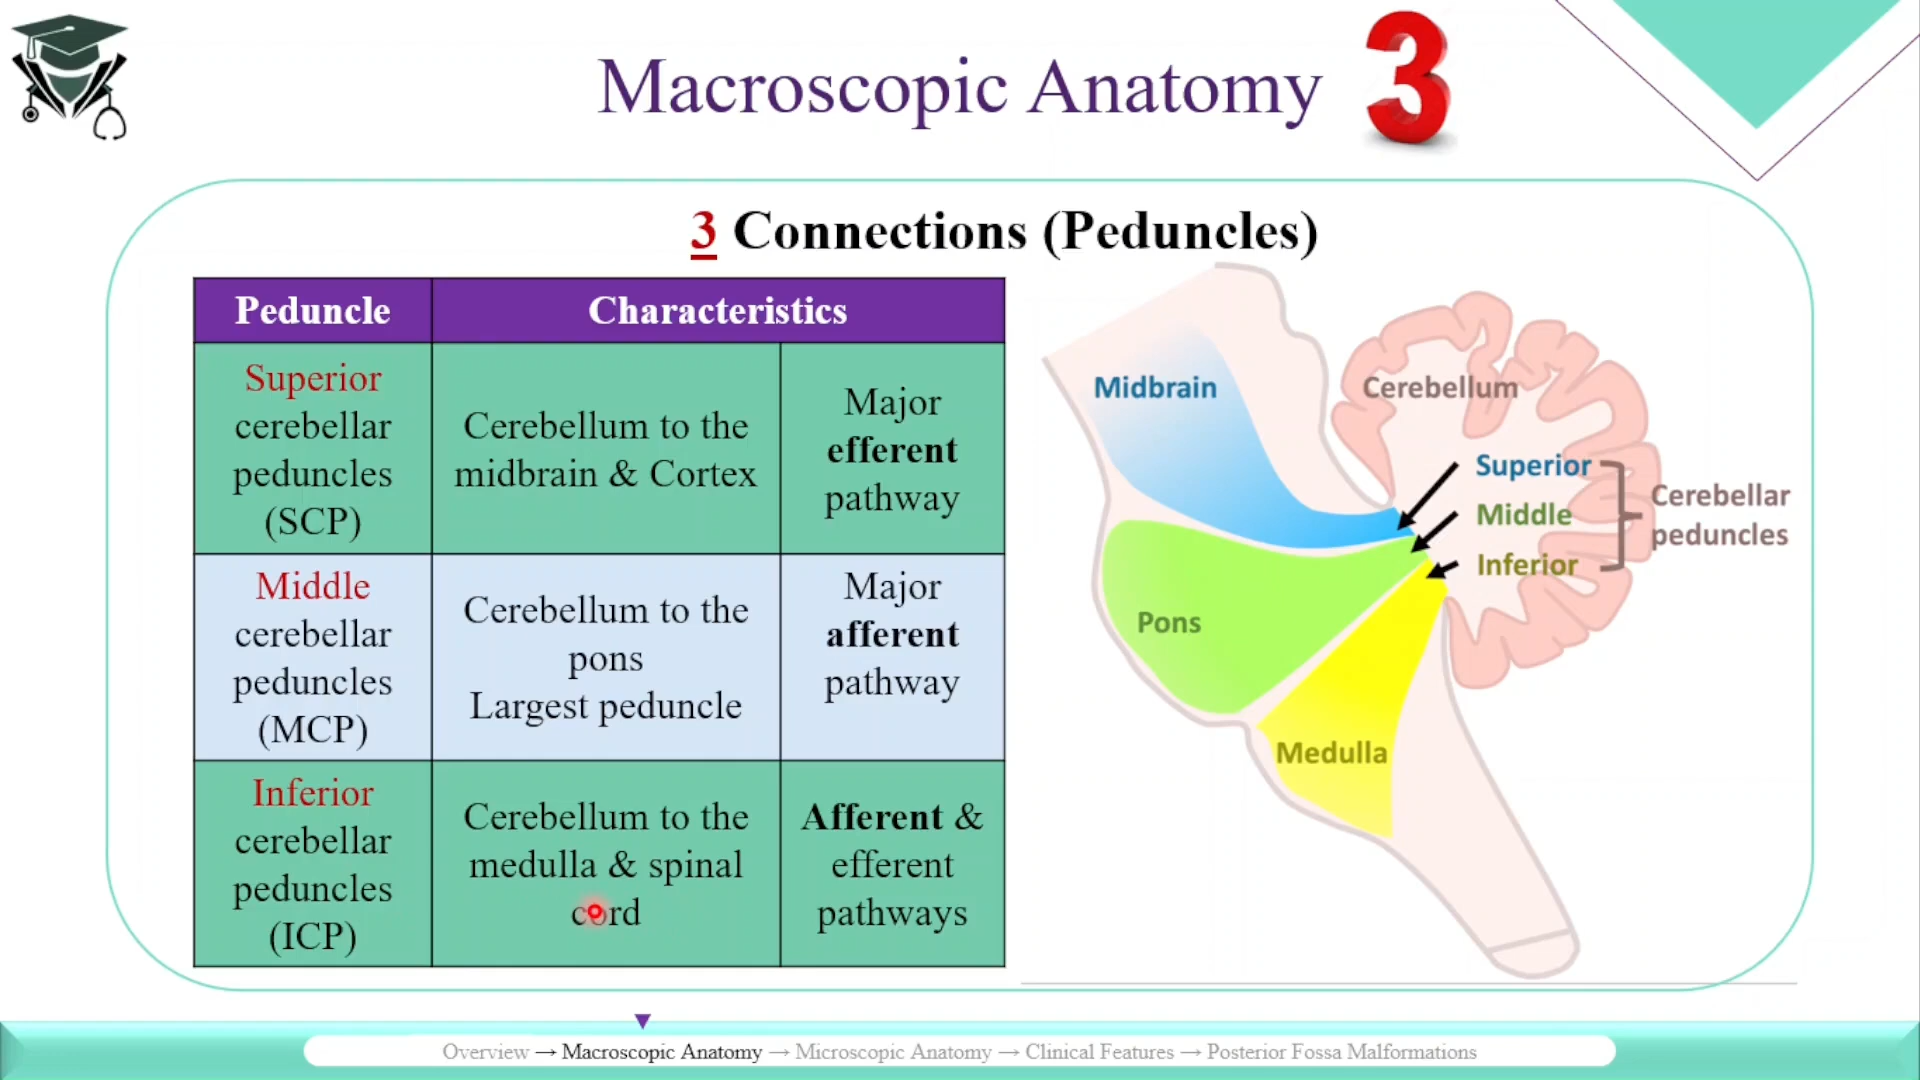 Macroscopic Anatomy 3
3 Connections (Peduncles)
Peduncle
Characteristics
Superior
cerebellar
peduncles
(SCP)
Cerebellum to the
midbrain & Cortex
Major
efferent
pathway
Middle
cerebellar
peduncles
(MCP)
Cerebellum to the
pons
Largest peduncle
Major
afferent
pathway
Inferior
cerebellar
peduncles
(ICP)
Cerebellum to the
medulla & spinal
cord
Afferent &
efferent
pathways
Midbrain
Cerebellum
Superior
Middle
Inferior
Cerebellar
peduncles
Pons
Medulla
Overview → Macroscopic Anatomy → Microscopic Anatomy → Clinical Features → Posterior Fossa Malformations